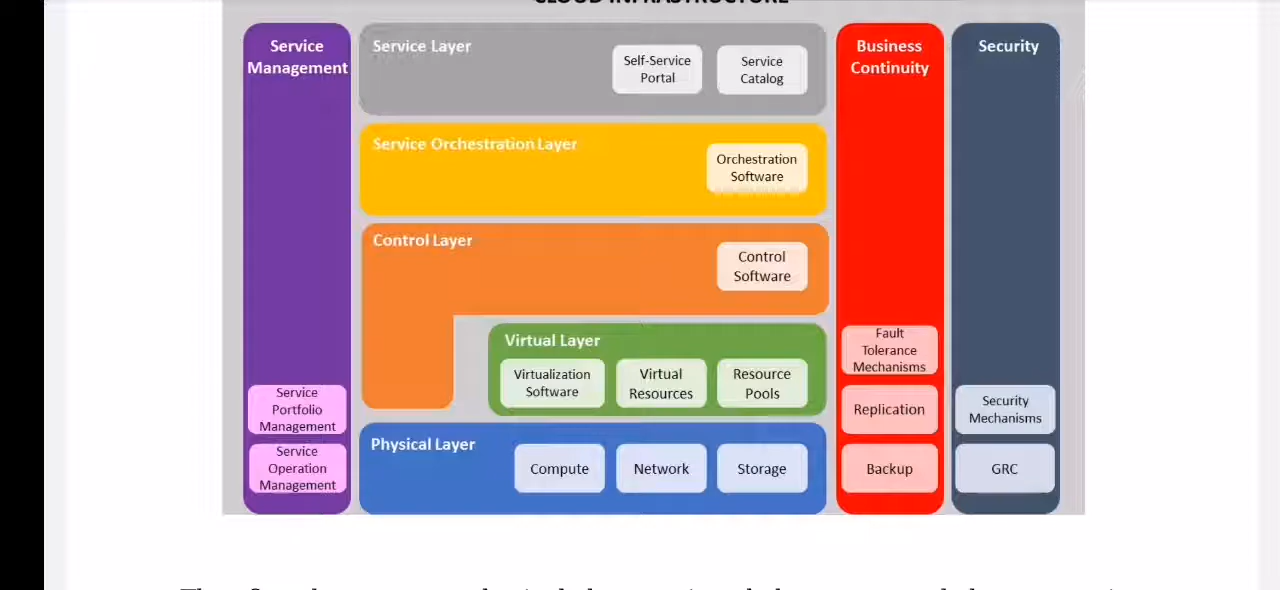 CLOUD INFRASTRUCTURE
Service
Management
Service Layer
Self-Service
Portal
Service
Catalog
Business
Continuity
Security
Service Orchestration Layer
Orchestration
Software
Control Layer
Control
Software
Virtual Layer
Virtualization
Software
Virtual
Resources
Resource
Pools
Fault
Tolerance
Mechanisms
Service
Portfolio
Management
Replication
Security
Mechanisms
Physical Layer
Compute
Network
Storage
Service
Operation
Management
Backup
GRC